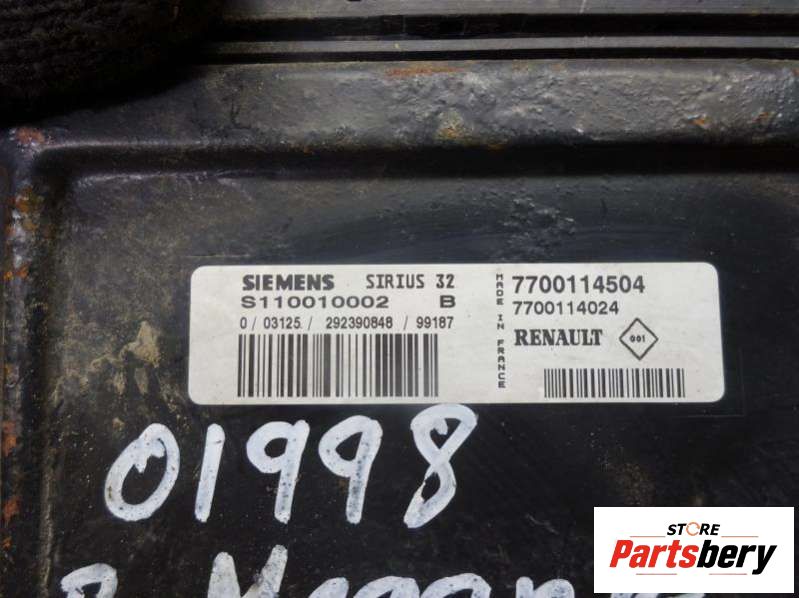 SIEMENS SIRIUS 32
S110010002 B
0/ 03125/ 292390848 / 99187
MADE IN FRANCE
7700114504
7700114024
RENAULT 001
01998
STORE
Partsbery